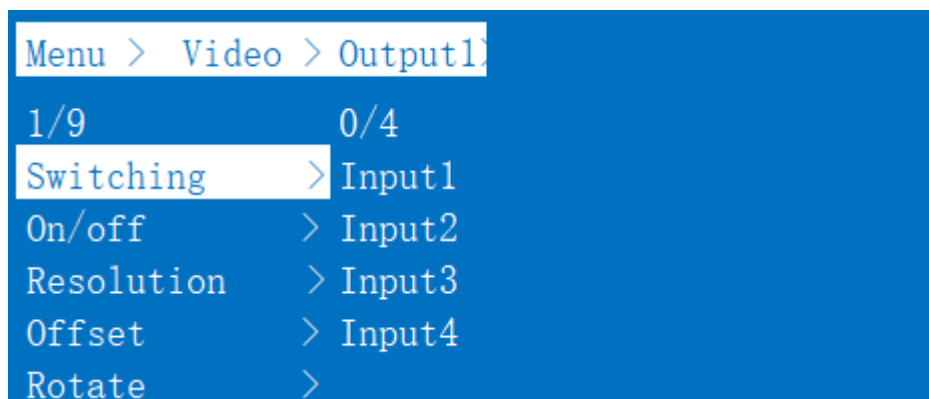 Menu > Video > Output1>
1/9 0/4
Switching > Input1
On/off > Input2
Resolution > Input3
Offset > Input4
Rotate >